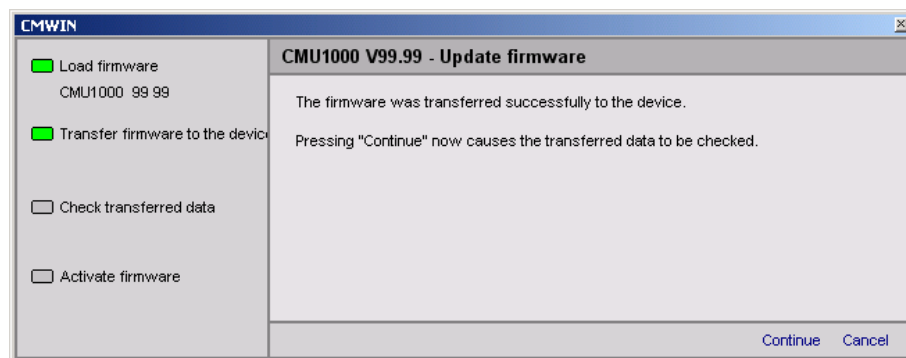 CMWIN
Load firmware
CMU1000 99 99
Transfer firmware to the device
Check transferred data
Activate firmware
CMU1000 V99.99 - Update firmware
The firmware was transferred successfully to the device.
Pressing "Continue" now causes the transferred data to be checked.
Continue Cancel